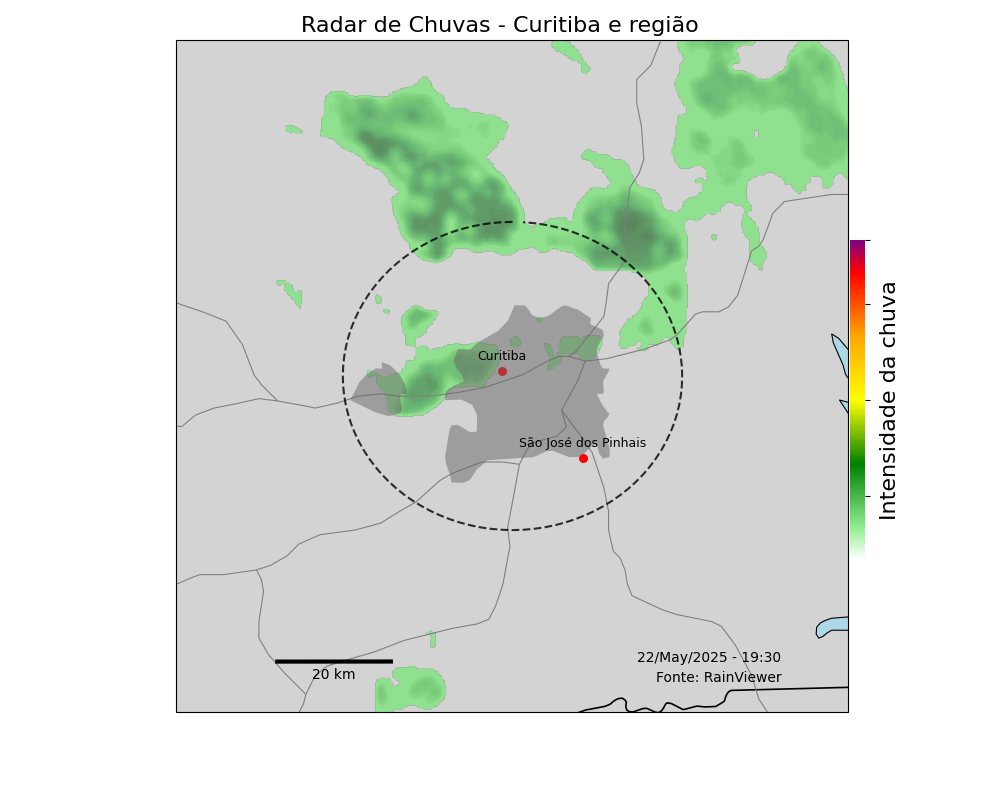 Radar de Chuvas - Curitiba e região
Curitiba
São José dos Pinhais
Intensidade da chuva
22/May/2025 - 19:30
Fonte: RainViewer
20 km